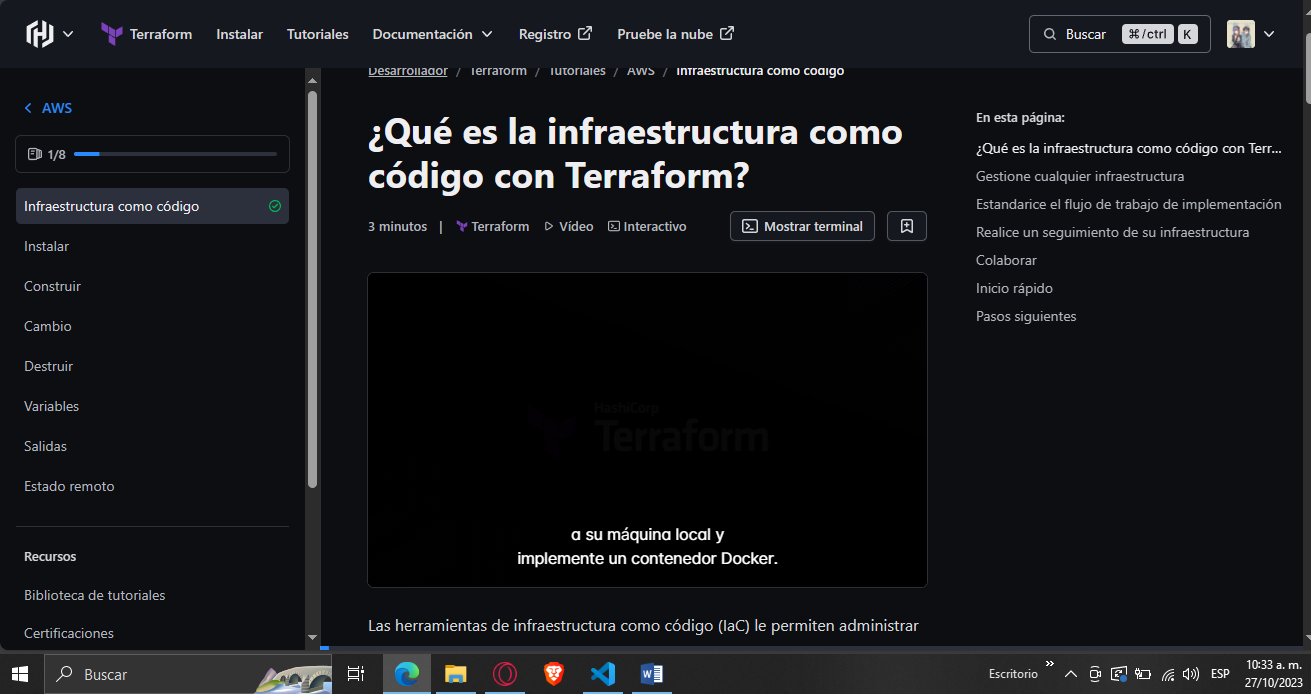 Terraform Instalar Tutoriales Documentación Registro Pruebe la nube Buscar ⌘/ctrl K
Desarrollador / Terraform / Tutoriales / AWS / Infraestructura como código
AWS
1/8
Infraestructura como código
Instalar
Construir
Cambio
Destruir
Variables
Salidas
Estado remoto
Recursos
Biblioteca de tutoriales
Certificaciones
¿Qué es la infraestructura como
código con Terraform?
3 minutos | Terraform Vídeo Interactivo Mostrar terminal
HashiCorp
Terraform
a su máquina local y
implemente un contenedor Docker.
Las herramientas de infraestructura como código (IaC) le permiten administrar
En esta página:
¿Qué es la infraestructura como código con Terr...
Gestione cualquier infraestructura
Estandarice el flujo de trabajo de implementación
Realice un seguimiento de su infraestructura
Colaborar
Inicio rápido
Pasos siguientes
Buscar
Escritorio
ESP
10:33 a. m.
27/10/2023